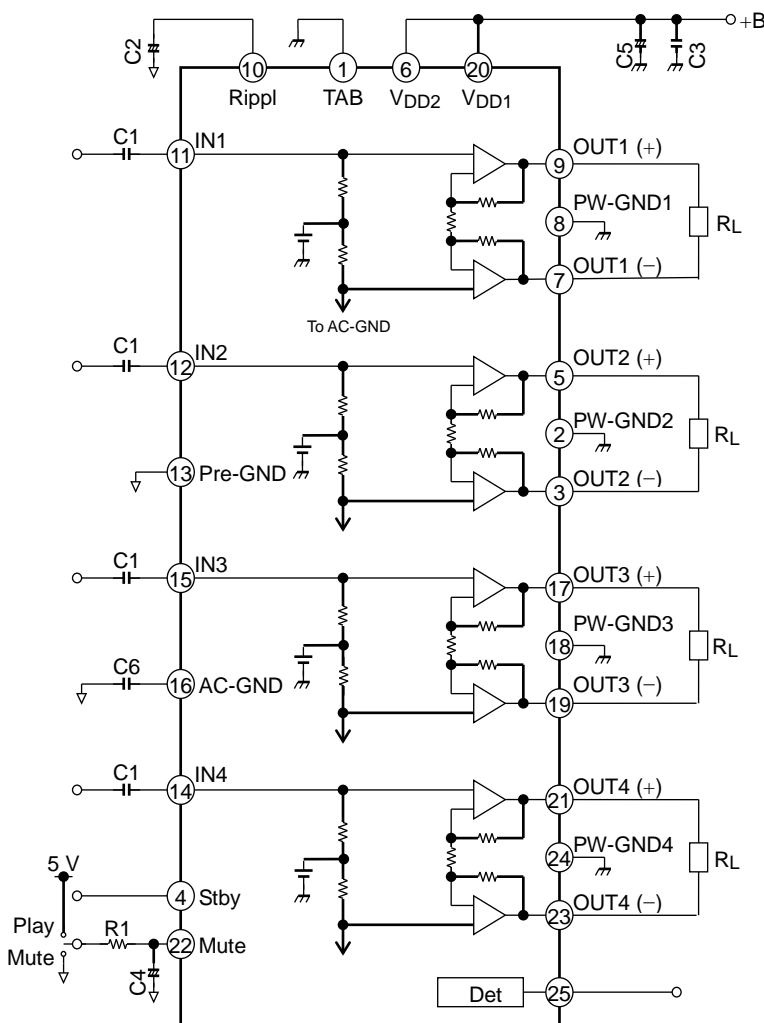 +B
C2
C5
C3
10
1
6
20
Rippl
TAB
VDD2
VDD1
C1
11
IN1
9
OUT1 (+)
8
PW-GND1
RL
7
OUT1 (−)
To AC-GND
C1
12
IN2
5
OUT2 (+)
2
PW-GND2
RL
13
Pre-GND
3
OUT2 (−)
C1
15
IN3
17
OUT3 (+)
18
PW-GND3
RL
C6
16
AC-GND
19
OUT3 (−)
C1
14
IN4
21
OUT4 (+)
24
PW-GND4
RL
5 V
4
Stby
23
OUT4 (−)
Play
R1
22
Mute
Mute
C4
Det
25